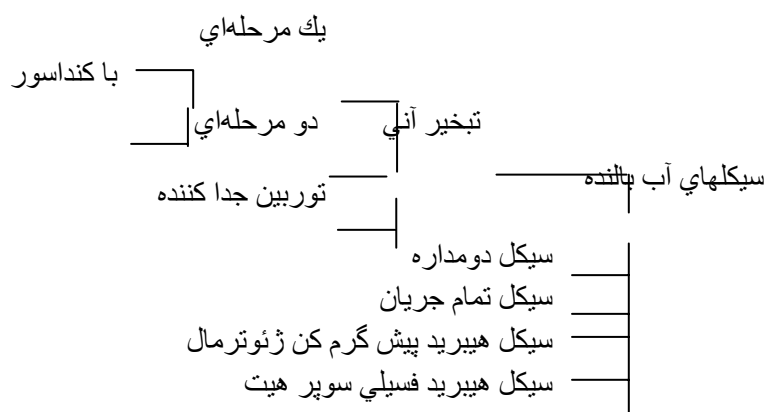 يك مرحله‌اي
با كنداسور
دو مرحله‌اي
تبخير آني
سيكلهاي آب بالنده
توربين جدا كننده
سيكل دومداره
سيكل تمام جريان
سيكل هيبريد پيش گرم كن ژئوترمال
سيكل هيبريد فسيلي سوپر هيت